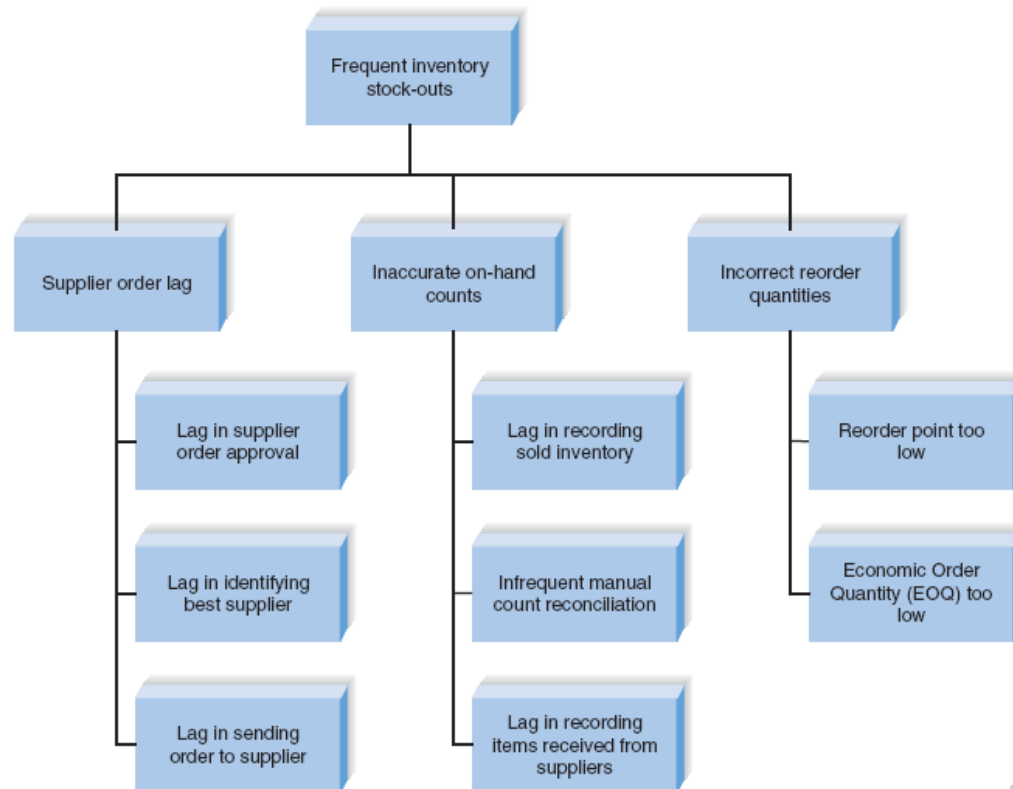 Frequent inventory
stock-outs
Supplier order lag
Inaccurate on-hand
counts
Incorrect reorder
quantities
Lag in supplier
order approval
Lag in recording
sold inventory
Reorder point too
low
Lag in identifying
best supplier
Infrequent manual
count reconciliation
Economic Order
Quantity (EOQ) too
low
Lag in sending
order to supplier
Lag in recording
items received from
suppliers